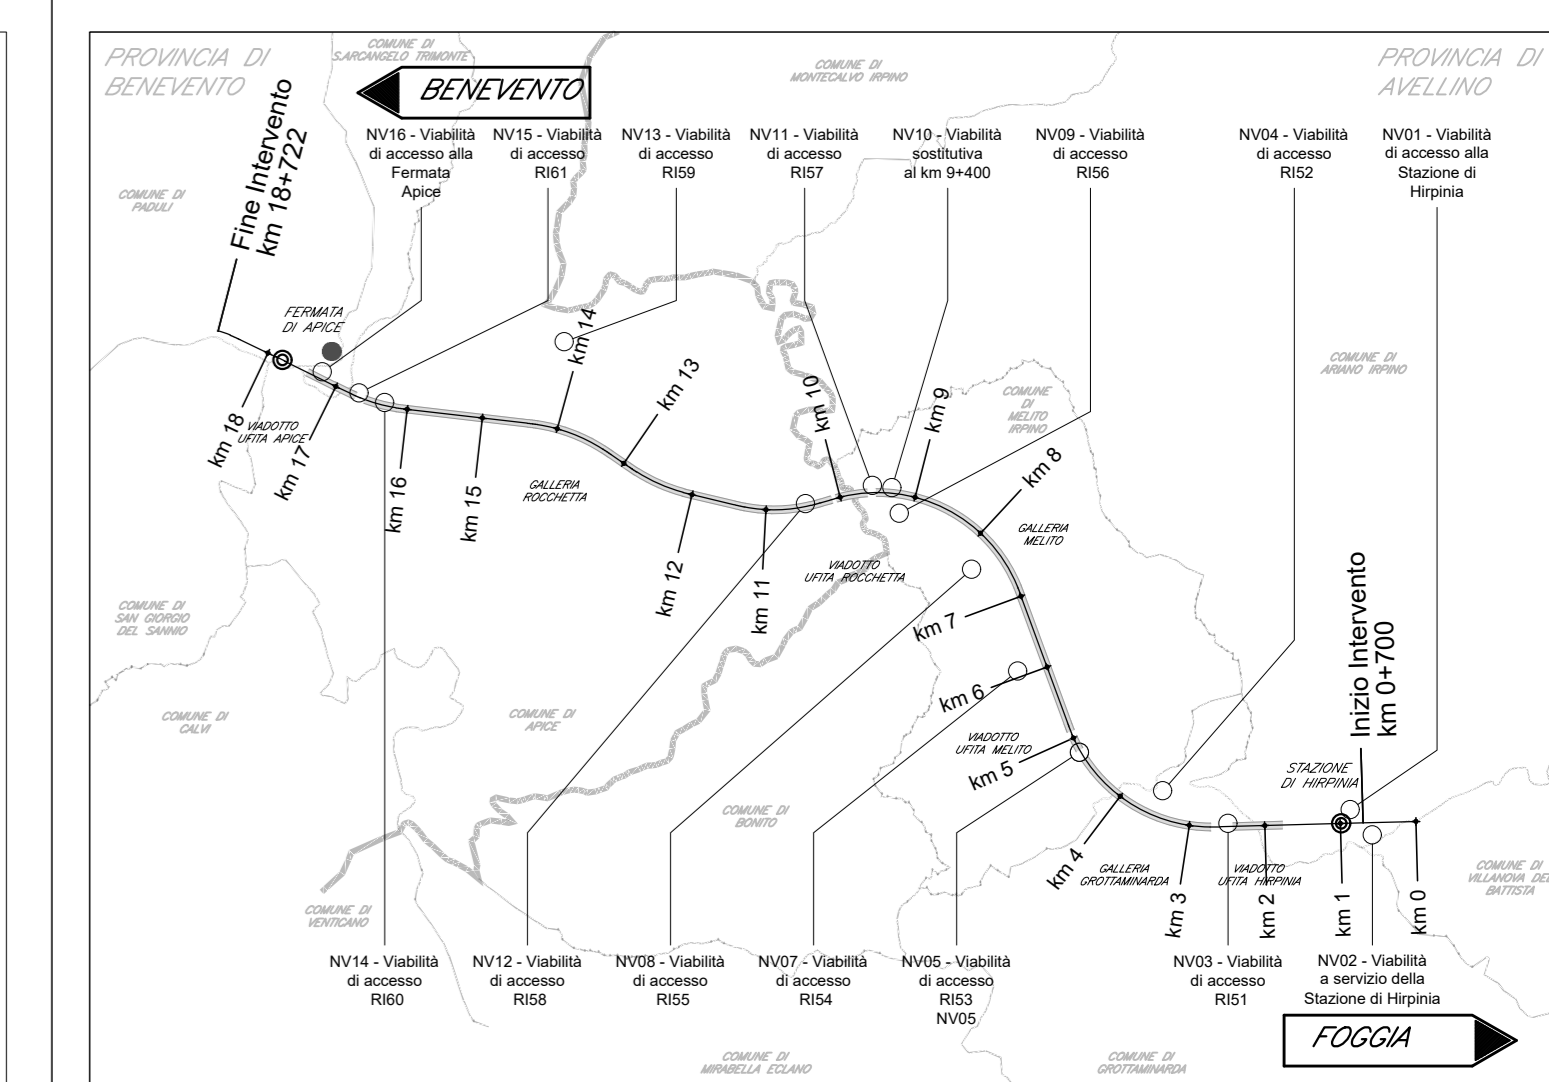 PROVINCIA DI
BENEVENTO
COMUNE DI
S.ARCANGELO TRIMONTE
BENEVENTO
COMUNE DI
MONTECALVO IRPINO
PROVINCIA DI
AVELLINO
NV16 - Viabilità
di accesso alla
Fermata
Apice
NV15 - Viabilità
di accesso
RI61
NV13 - Viabilità
di accesso
RI59
NV11 - Viabilità
di accesso
RI57
NV10 - Viabilità
sostitutiva
al km 9+400
NV09 - Viabilità
di accesso
RI56
NV04 - Viabilità
di accesso
RI52
NV01 - Viabilità
di accesso alla
Stazione di
Hirpinia
Fine Intervento
km 18+722
COMUNE DI
PADULI
FERMATA
DI APICE
COMUNE DI
ARIANO IRPINO
COMUNE
DI
MELITO
IRPINO
km 18
VIADOTTO
UFITA APICE
km 17
km 16
km 15
km 14
km 13
km 12
km 11
km 10
km 9
km 8
GALLERIA
ROCCHETTA
GALLERIA
MELITO
VIADOTTO
UFITA ROCCHETTA
km 7
km 6
COMUNE DI
SAN GIORGIO
DEL SANNIO
COMUNE DI
CALVI
COMUNE DI
APICE
VIADOTTO
UFITA MELITO
km 5
Inizio Intervento
km 0+700
STAZIONE
DI HIRPINIA
COMUNE DI
BONITO
km 4
GALLERIA
GROTTAMINARDA
km 3
VIADOTTO
UFITA HIRPINIA
km 2
km 1
km 0
COMUNE DI
VILLANOVA DEL
BATTISTA
COMUNE DI
VENTICANO
NV14 - Viabilità
di accesso
RI60
NV12 - Viabilità
di accesso
RI58
NV08 - Viabilità
di accesso
RI55
NV07 - Viabilità
di accesso
RI54
NV05 - Viabilità
di accesso
RI53
NV05
NV03 - Viabilità
di accesso
RI51
NV02 - Viabilità
a servizio della
Stazione di Hirpinia
FOGGIA
COMUNE DI
MIRABELLA ECLANO
COMUNE DI
GROTTAMINARDA